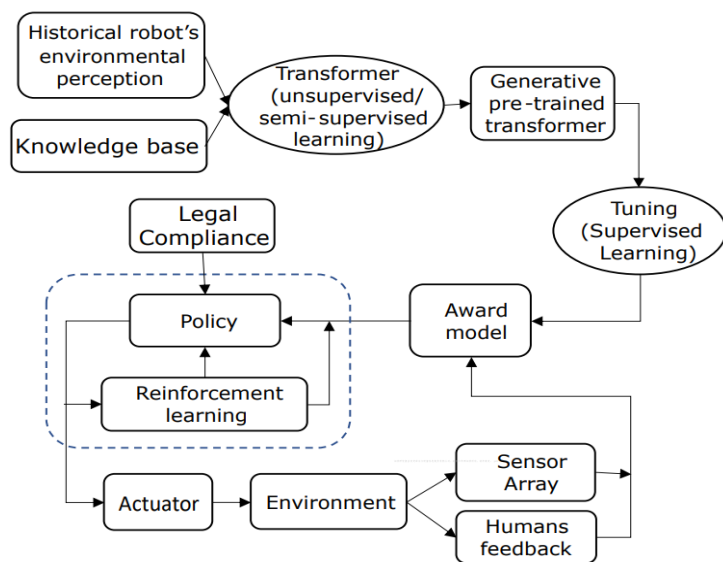 Historical robot's
environmental
perception
Transformer
(unsupervised/
semi-supervised
learning)
Generative
pre-trained
transformer
Knowledge base
Tuning
(Supervised
Learning)
Legal
Compliance
Policy
Award
model
Reinforcement
learning
Actuator
Environment
Sensor
Array
Humans
feedback